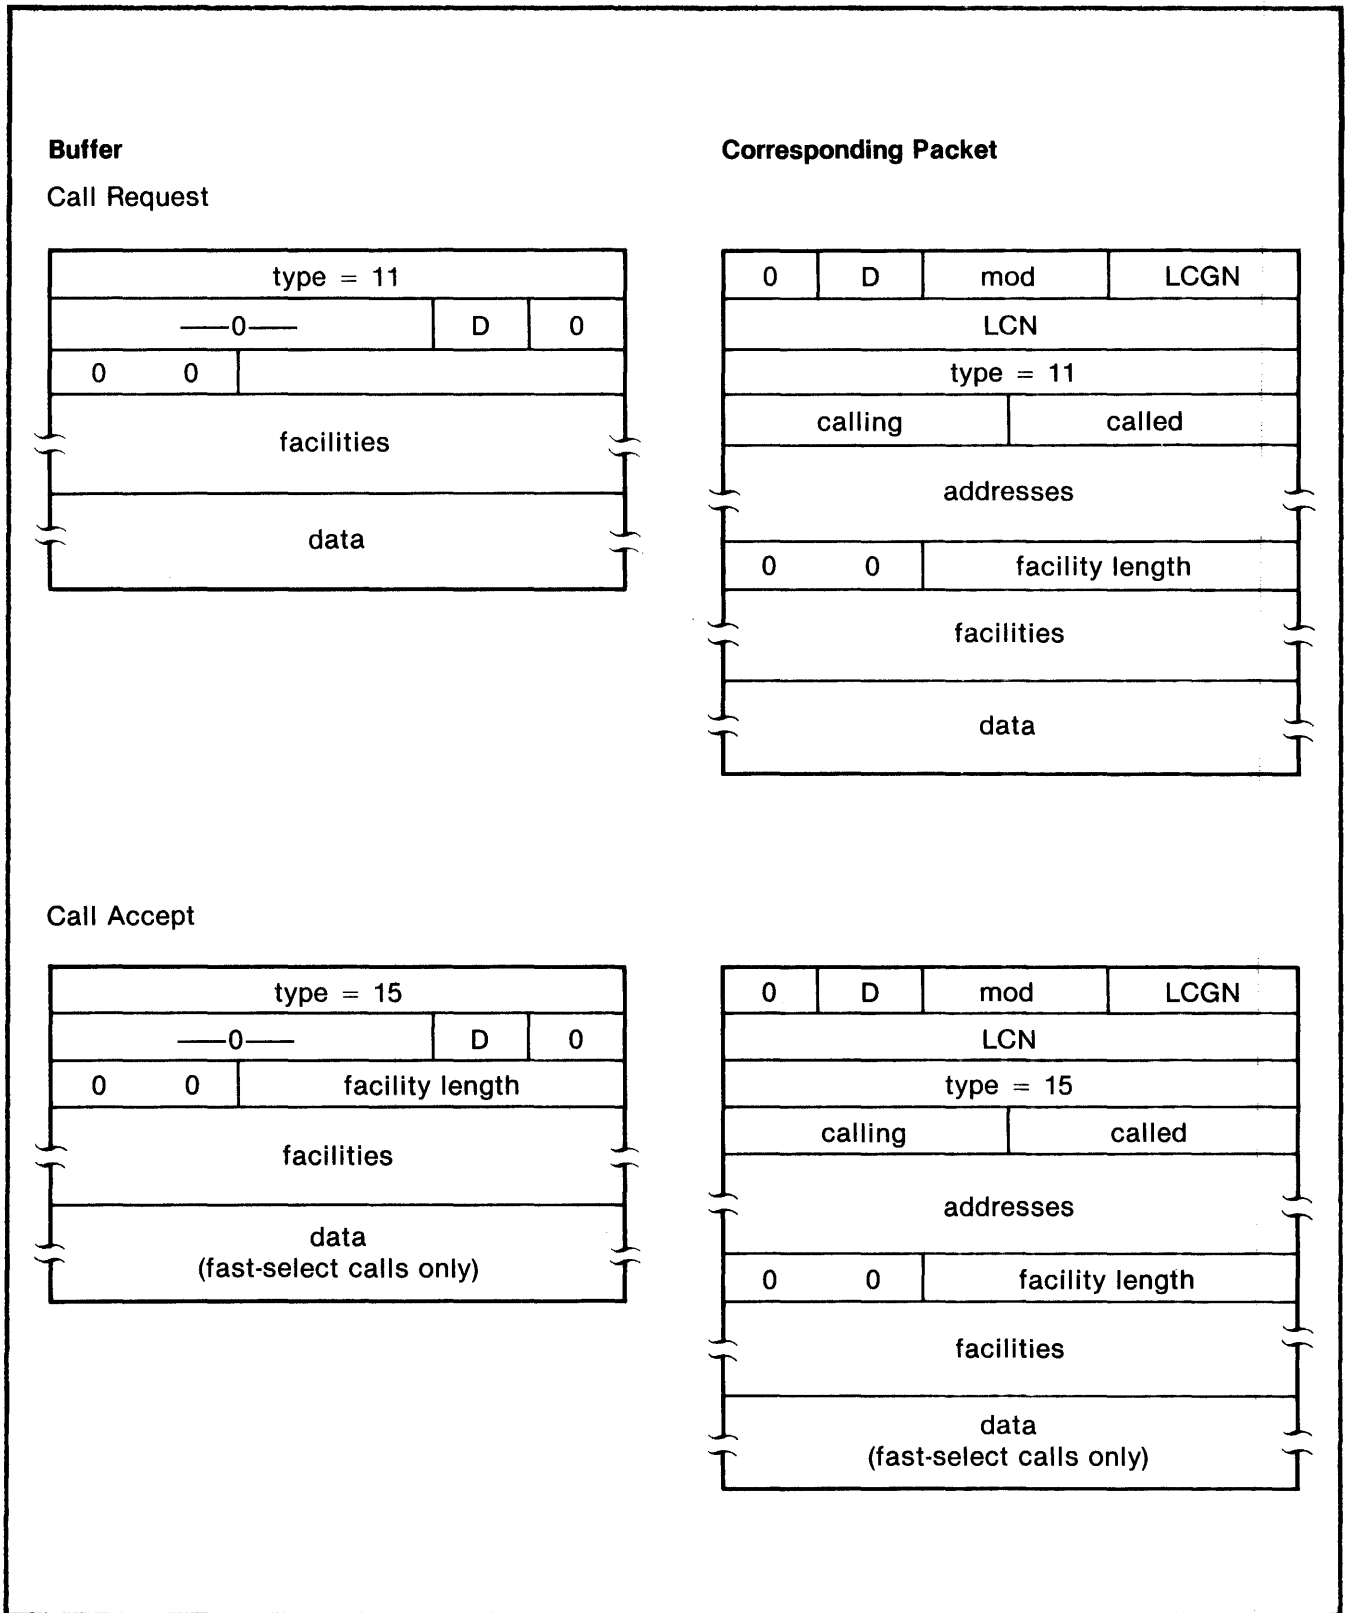 Buffer
Corresponding Packet
Call Request
type = 11
——0——
D
0
0 0
facilities
data
0
D
mod
LCGN
LCN
type = 11
calling
called
addresses
0 0
facility length
facilities
data
Call Accept
type = 15
——0——
D
0
0 0
facility length
facilities
data
(fast-select calls only)
0
D
mod
LCGN
LCN
type = 15
calling
called
addresses
0 0
facility length
facilities
data
(fast-select calls only)